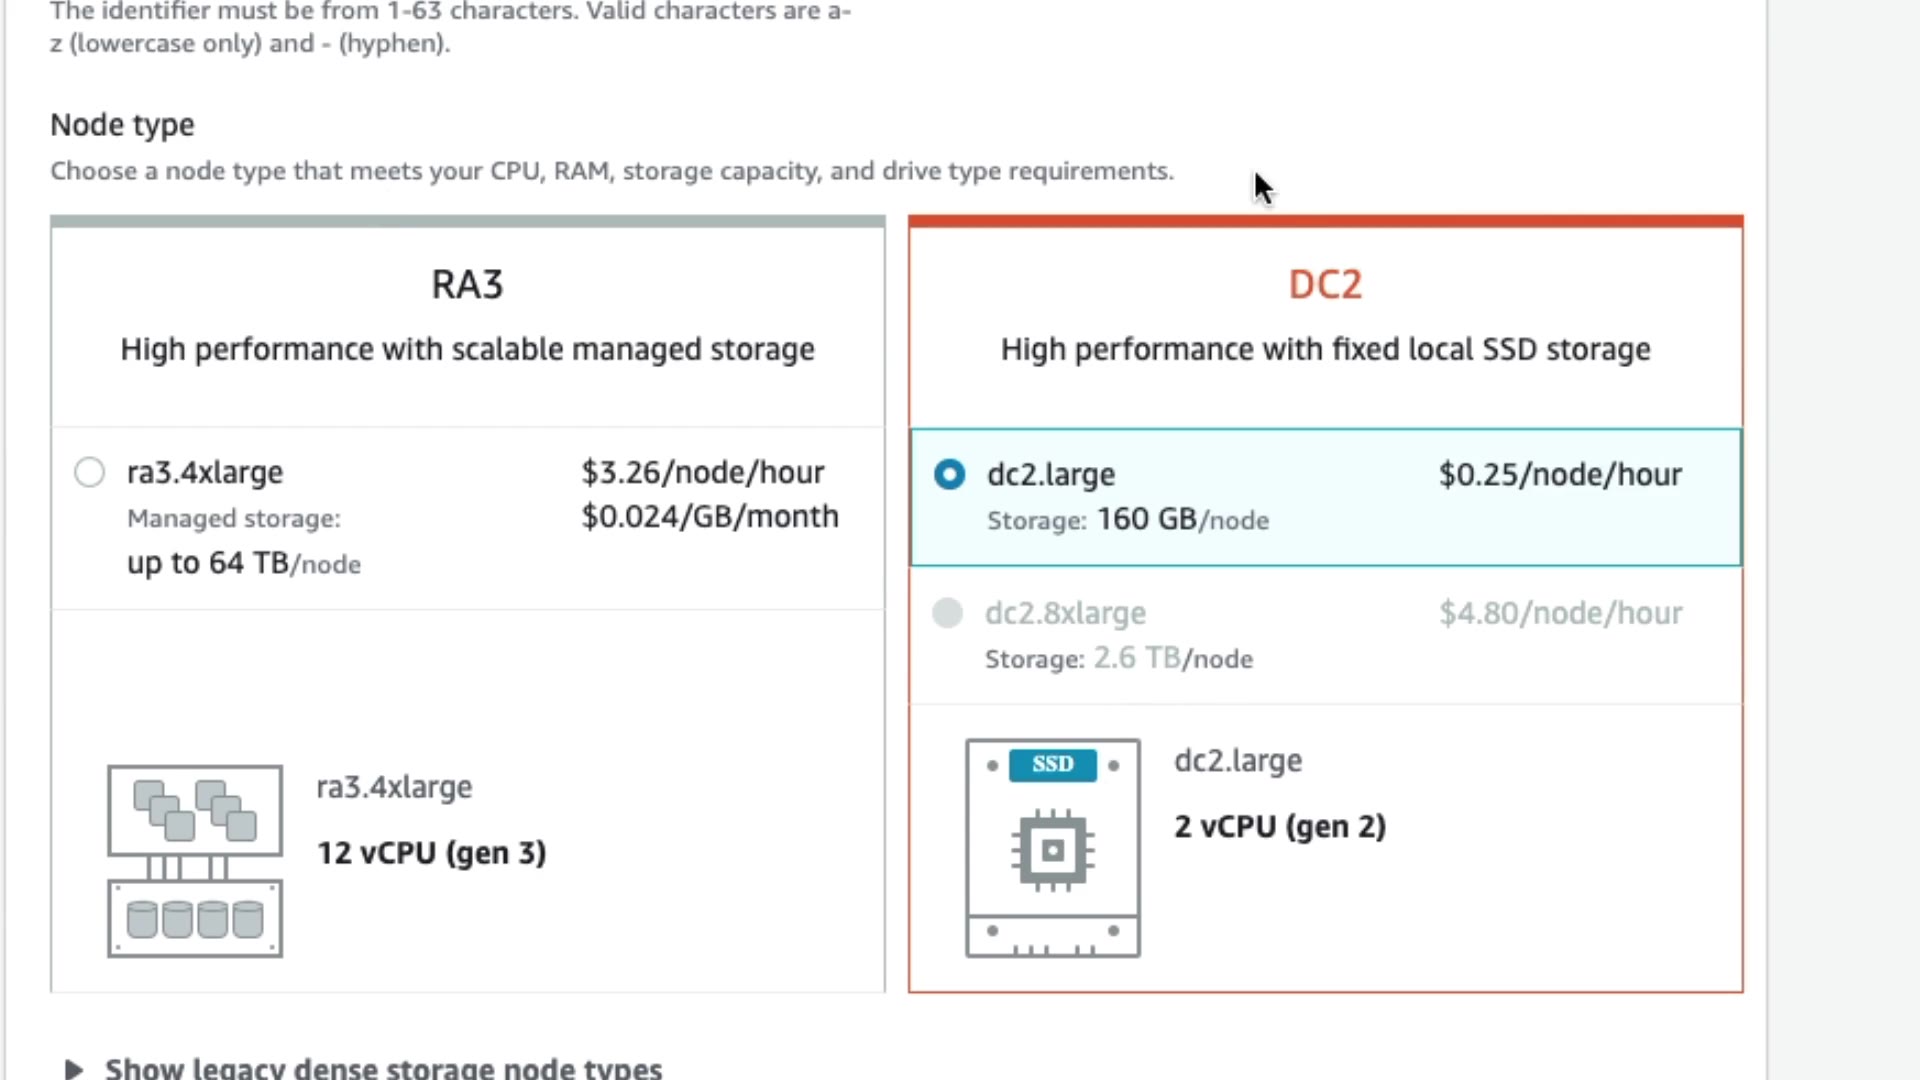 The identifier must be from 1-63 characters. Valid characters are a-
z (lowercase only) and - (hyphen).
Node type
Choose a node type that meets your CPU, RAM, storage capacity, and drive type requirements.
RA3
High performance with scalable managed storage
ra3.4xlarge $3.26/node/hour
Managed storage: $0.024/GB/month
up to 64 TB/node
ra3.4xlarge
12 vCPU (gen 3)
DC2
High performance with fixed local SSD storage
dc2.large $0.25/node/hour
Storage: 160 GB/node
dc2.8xlarge $4.80/node/hour
Storage: 2.6 TB/node
SSD
dc2.large
2 vCPU (gen 2)
Show legacy dense storage node types